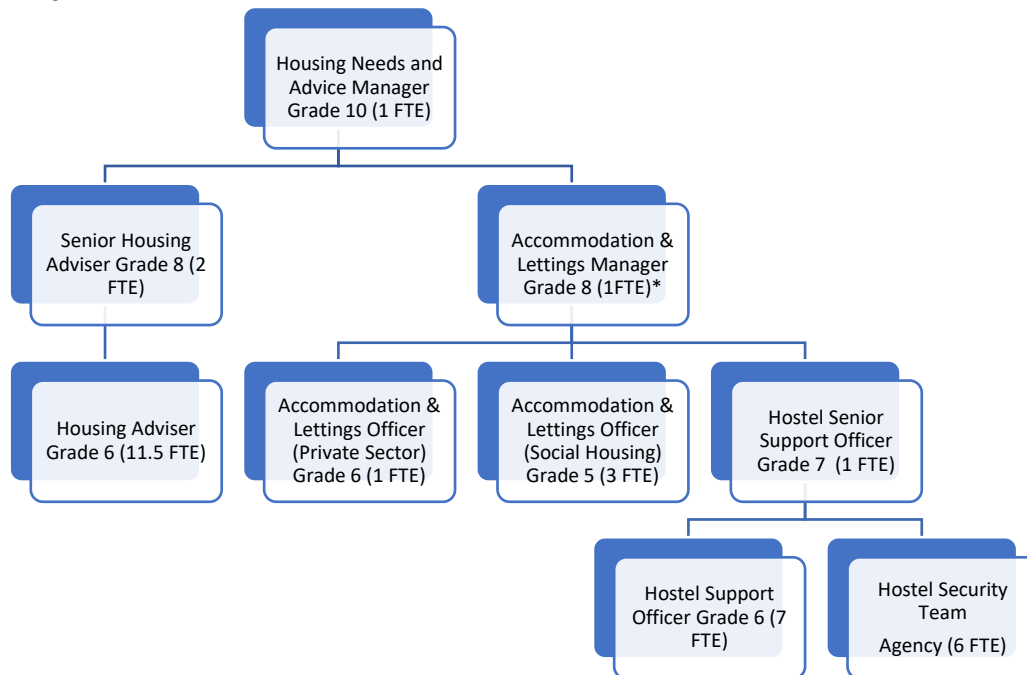 Housing Needs and
Advice Manager
Grade 10 (1 FTE)
Senior Housing
Adviser Grade 8 (2
FTE)
Accommodation &
Lettings Manager
Grade 8 (1FTE)*
Housing Adviser
Grade 6 (11.5 FTE)
Accommodation &
Lettings Officer
(Private Sector)
Grade 6 (1 FTE)
Accommodation &
Lettings Officer
(Social Housing)
Grade 5 (3 FTE)
Hostel Senior
Support Officer
Grade 7 (1 FTE)
Hostel Support
Officer Grade 6 (7
FTE)
Hostel Security
Team
Agency (6 FTE)